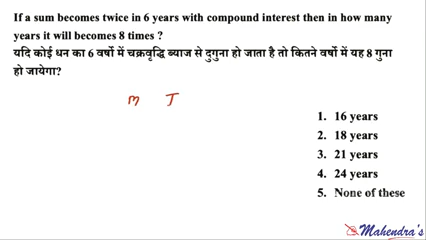 If a sum becomes twice in 6 years with compound interest then in how many
years it will becomes 8 times ?
यदि कोई धन का 6 वर्षो में चक्रवृद्धि ब्याज से दुगुना हो जाता है तो कितने वर्षो में यह 8 गुना
हो जायेगा?
m T
1. 16 years
2. 18 years
3. 21 years
4. 24 years
5. None of these
Mahendra's